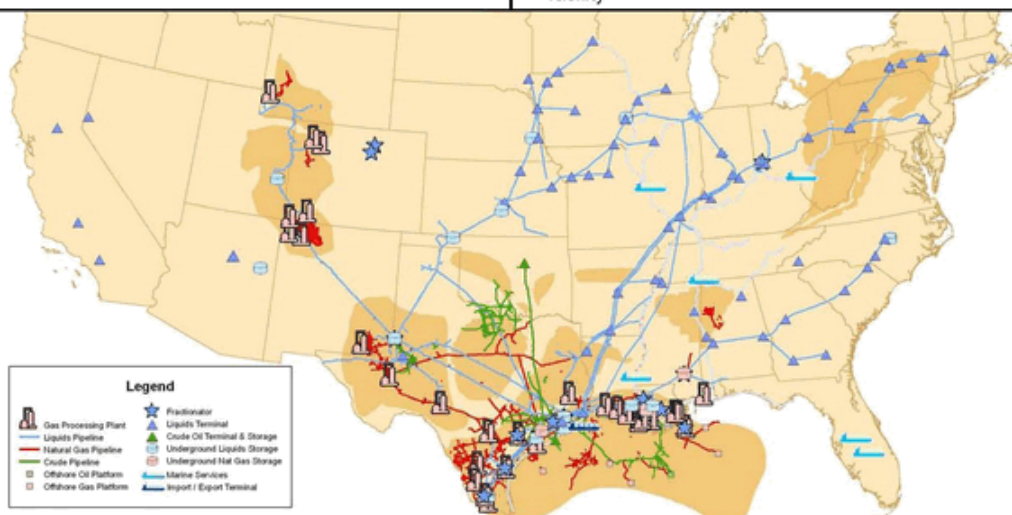 Legend
Gas Processing Plant
Liquids Pipeline
Natural Gas Pipeline
Crude Pipeline
Offshore Oil Platform
Offshore Gas Platform
Fractionator
Liquids Terminal
Crude Oil Terminal & Storage
Underground Liquids Storage
Underground Nat Gas Storage
Marine Services
Import / Export Terminal